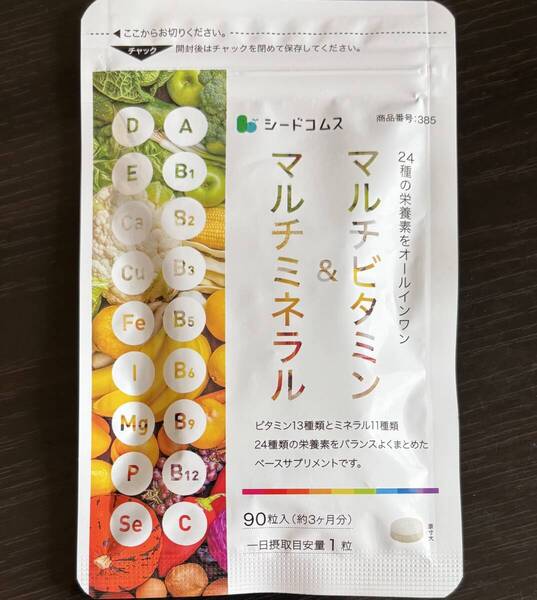 ◀ここからお切りください。
チャック 開封後はチャックを閉めて保存してください。
シードコムス
商品番号:385
24種の栄養素をオールインワン
マルチビタミン
&
マルチミネラル
D A
E B1
Ca B2
Cu B3
Fe B5
I B6
Mg B9
P B12
Se C
ビタミン13種類とミネラル11種類
24種類の栄養素をバランスよくまとめた
ベースサプリメントです。
90粒入(約3ヶ月分)
一日摂取目安量1粒
原寸大